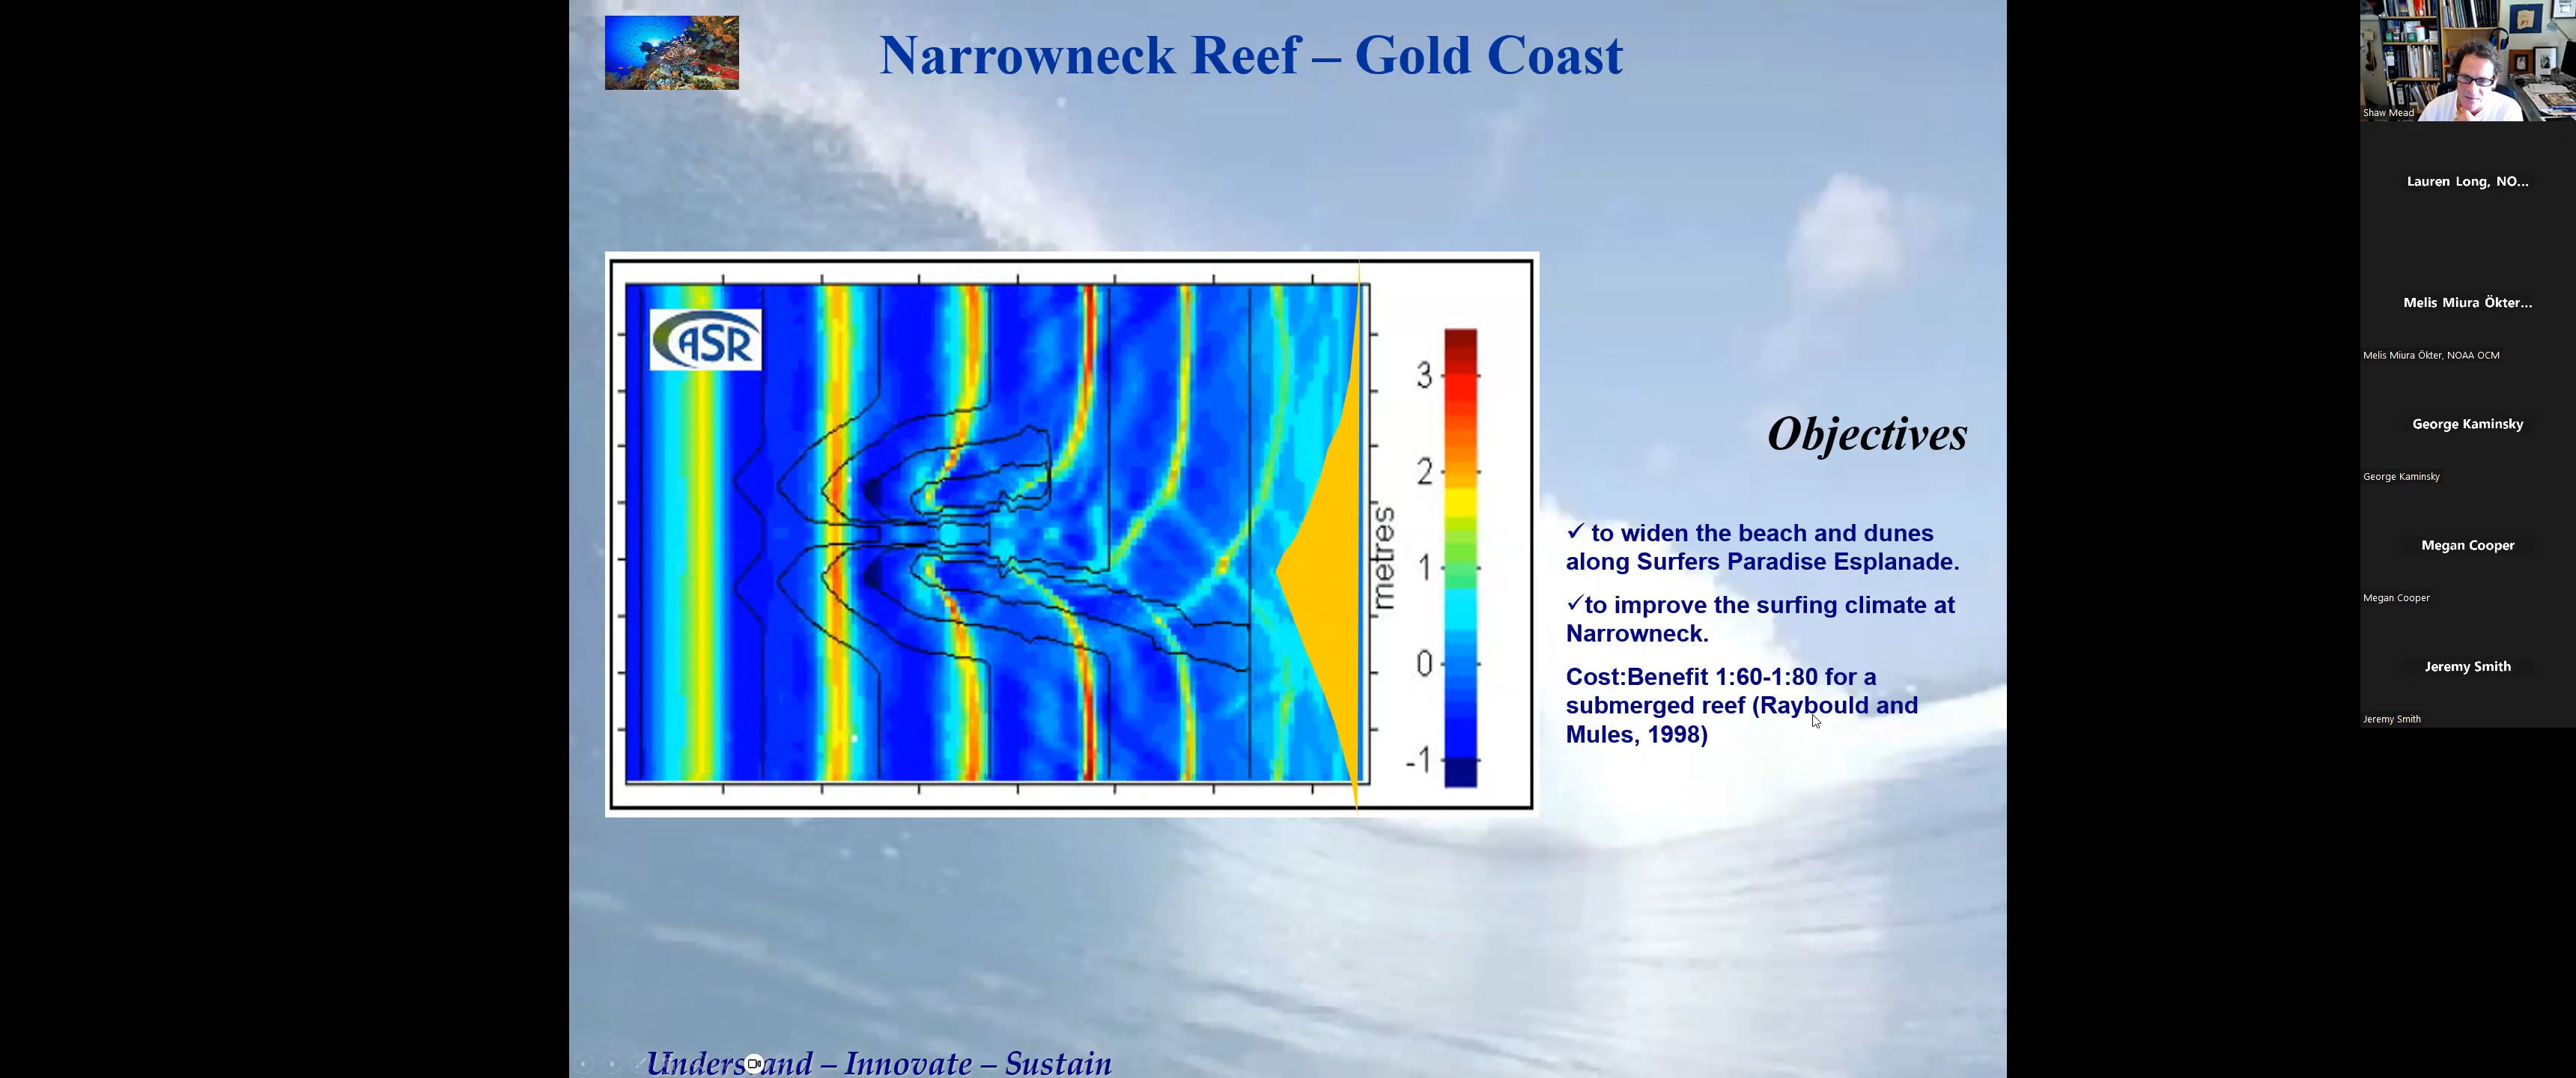 Narrowneck Reef – Gold Coast
ASR
3
2
1
0
-1
metres
Objectives
✓ to widen the beach and dunes
along Surfers Paradise Esplanade.
✓to improve the surfing climate at
Narrowneck.
Cost:Benefit 1:60-1:80 for a
submerged reef (Raybould and
Mules, 1998)
Understand – Innovate – Sustain
Shaw Mead
Lauren Long, NO...
Melis Miura Ökter...
Melis Miura Ökter, NOAA OCM
George Kaminsky
George Kaminsky
Megan Cooper
Megan Cooper
Jeremy Smith
Jeremy Smith